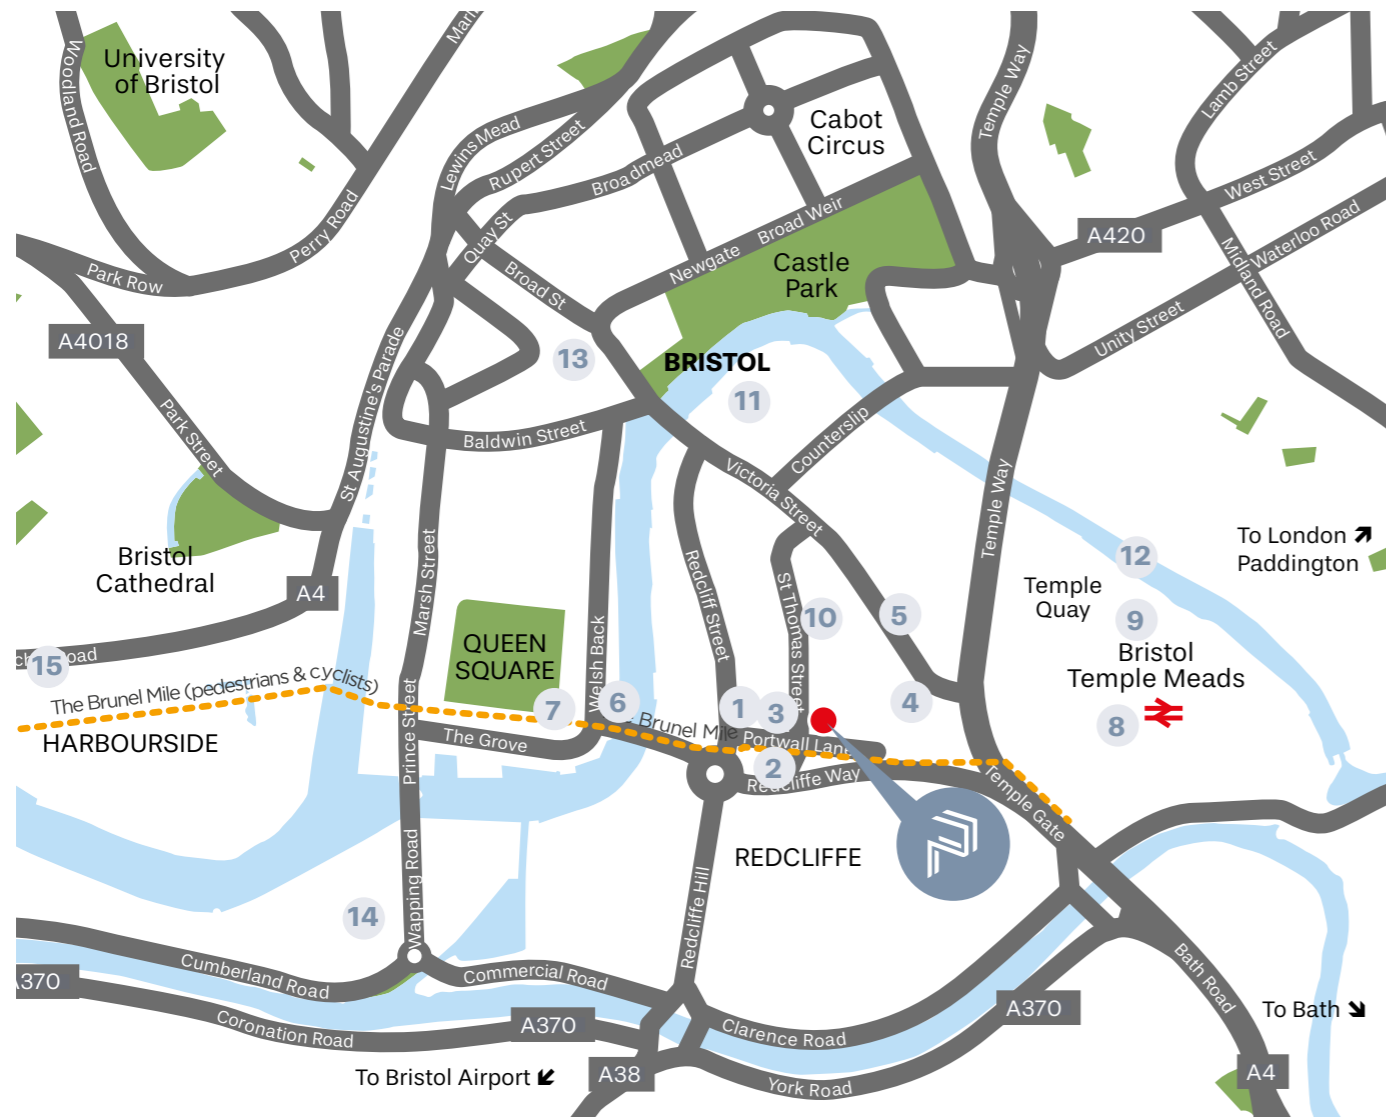 University
of Bristol
Woodland Road
Lewins Mead
Rupert Street
Broadmead
Cabot
Circus
Temple Way
Lamb Street
West Street
Waterloo Road
A420
Midland Road
Perry Road
Park Row
Quay St
Broad St
Newgate
Broad Weir
Castle
Park
Unity Street
A4018
Park Street
St Augustine's Parade
13
BRISTOL
11
Baldwin Street
Counterslip
Victoria Street
Temple Way
To London
Paddington
Bristol
Cathedral
A4
Marsh Street
Redcliff Street
St Thomas Street
10
5
12
Temple
Quay
9
Bristol
Temple Meads
8
15
The Brunel Mile (pedestrians & cyclists)
HARBOURSIDE
QUEEN
SQUARE
Welsh Back
7
6
Brunel Mile
1
3
4
Prince Street
The Grove
Portwall Lane
2
Redcliffe Way
Temple Gate
REDCLIFFE
Wapping Road
14
Redcliffe Hill
Cumberland Road
Commercial Road
A370
Coronation Road
A370
Clarence Road
A370
Bath Road
To Bath
To Bristol Airport
A38
York Road
A4